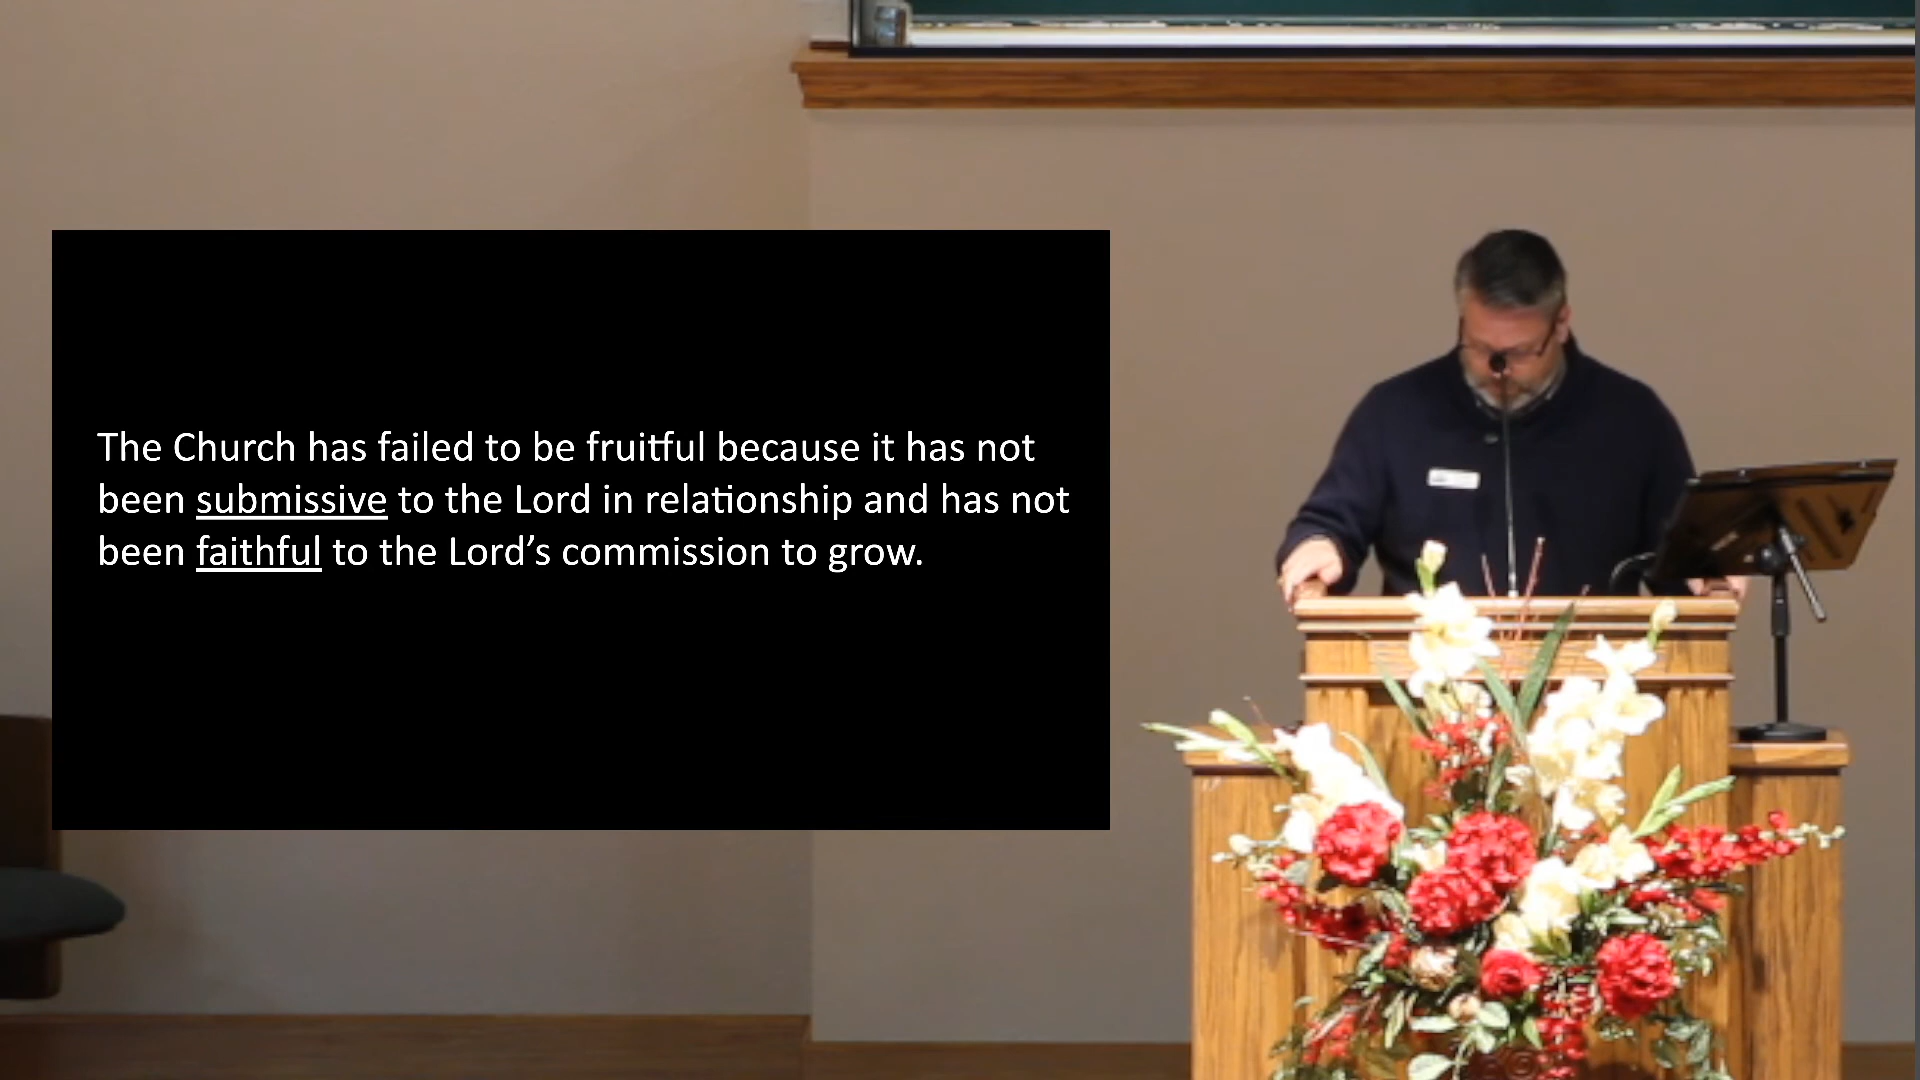 The Church has failed to be fruitful because it has not
been submissive to the Lord in relationship and has not
been faithful to the Lord’s commission to grow.